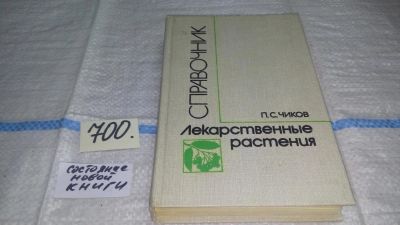 СПРАВОЧНИК
П.С.ЧИКОВ
Лекарственные
растения
700.
СОСТОЯНИЕ
НОВОЙ
КНИГИ